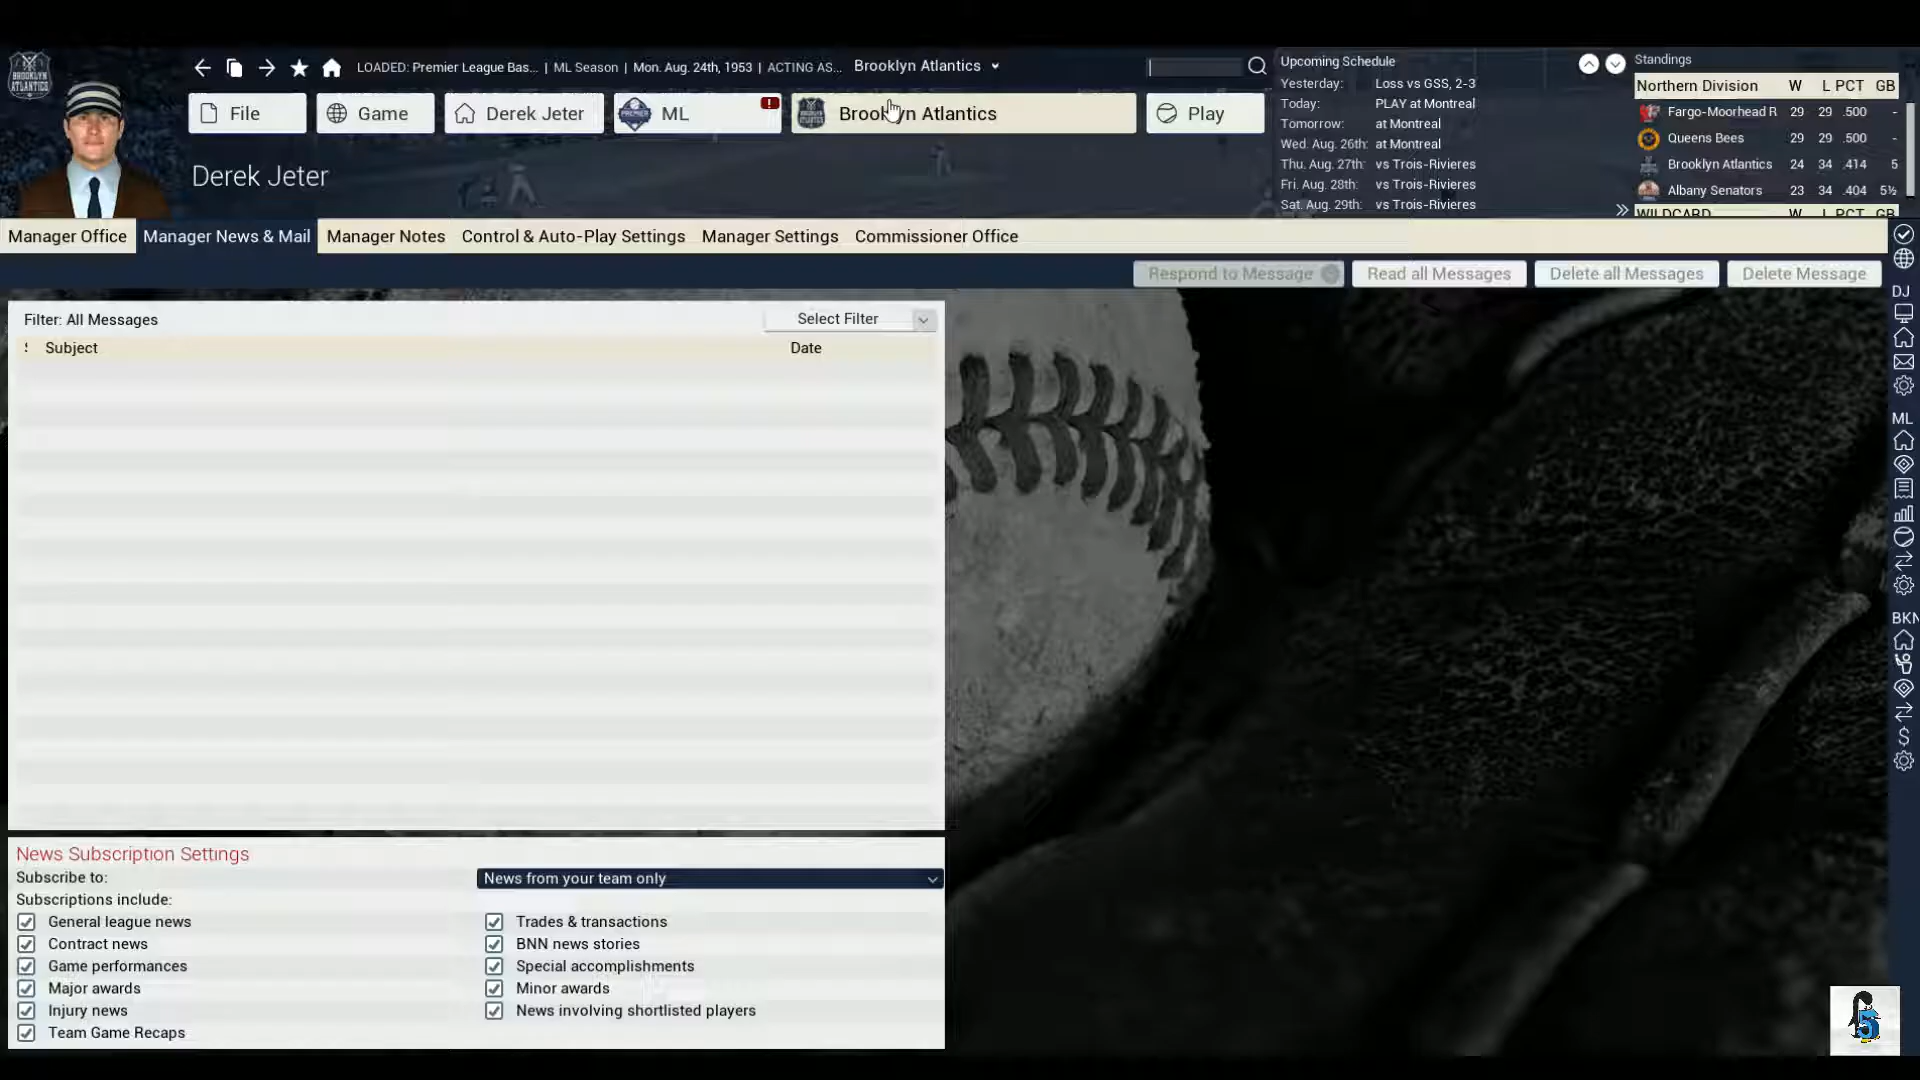 BROOKLYN ATLANTICS
LOADED: Premier League Bas... | ML Season | Mon. Aug. 24th, 1953 | ACTING AS... Brooklyn Atlantics
File
Game
Derek Jeter
PREMIER
ML
!
Brooklyn Atlantics
Play
Derek Jeter
Upcoming Schedule
Yesterday: Loss vs GSS, 2-3
Today: PLAY at Montreal
Tomorrow: at Montreal
Wed. Aug. 26th: at Montreal
Thu. Aug. 27th: vs Trois-Rivieres
Fri. Aug. 28th: vs Trois-Rivieres
Sat. Aug. 29th: vs Trois-Rivieres
Standings
Northern Division W L PCT GB
Fargo-Moorhead R 29 29 .500 -
Queens Bees 29 29 .500 -
Brooklyn Atlantics 24 34 .414 5
Albany Senators 23 34 .404 5½
WILDCARD W L PCT GB
Manager Office
Manager News & Mail
Manager Notes
Control & Auto-Play Settings
Manager Settings
Commissioner Office
Respond to Message
Read all Messages
Delete all Messages
Delete Message
Filter: All Messages
Select Filter
Subject
Date
DJ
ML
BKN
$
News Subscription Settings
Subscribe to: News from your team only
Subscriptions include:
General league news
Trades & transactions
Contract news
BNN news stories
Game performances
Special accomplishments
Major awards
Minor awards
Injury news
News involving shortlisted players
Team Game Recaps
5